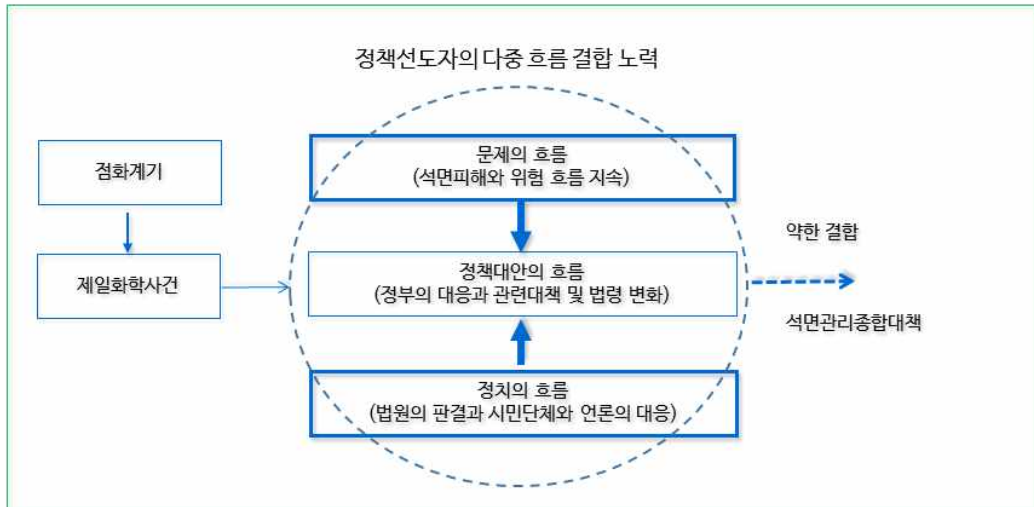 정책선도자의 다중 흐름 결합 노력
점화계기
제일화학사건
문제의 흐름
(석면피해와 위험 흐름 지속)
정책대안의 흐름
(정부의 대응과 관련대책 및 법령 변화)
정치의 흐름
(법원의 판결과 시민단체와 언론의 대응)
약한 결합
석면관리종합대책